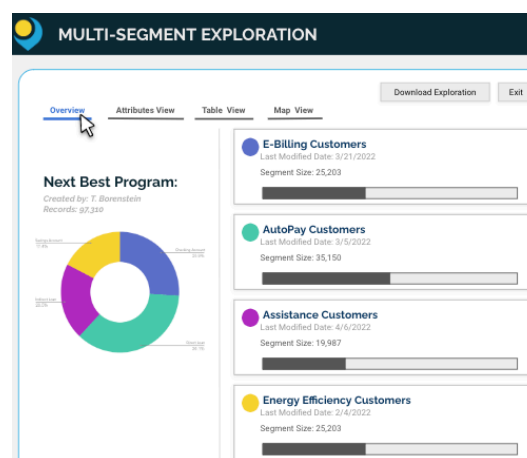 MULTI-SEGMENT EXPLORATION
Download Exploration
Exit
Overview
Attributes View
Table View
Map View
Next Best Program:
Created by: T. Borenstein
Records: 97,310
E-Billing Customers
Last Modified Date: 3/21/2022
Segment Size: 25,203
AutoPay Customers
Last Modified Date: 3/5/2022
Segment Size: 35,150
Assistance Customers
Last Modified Date: 4/6/2022
Segment Size: 19,987
Energy Efficiency Customers
Last Modified Date: 2/4/2022
Segment Size: 25,203